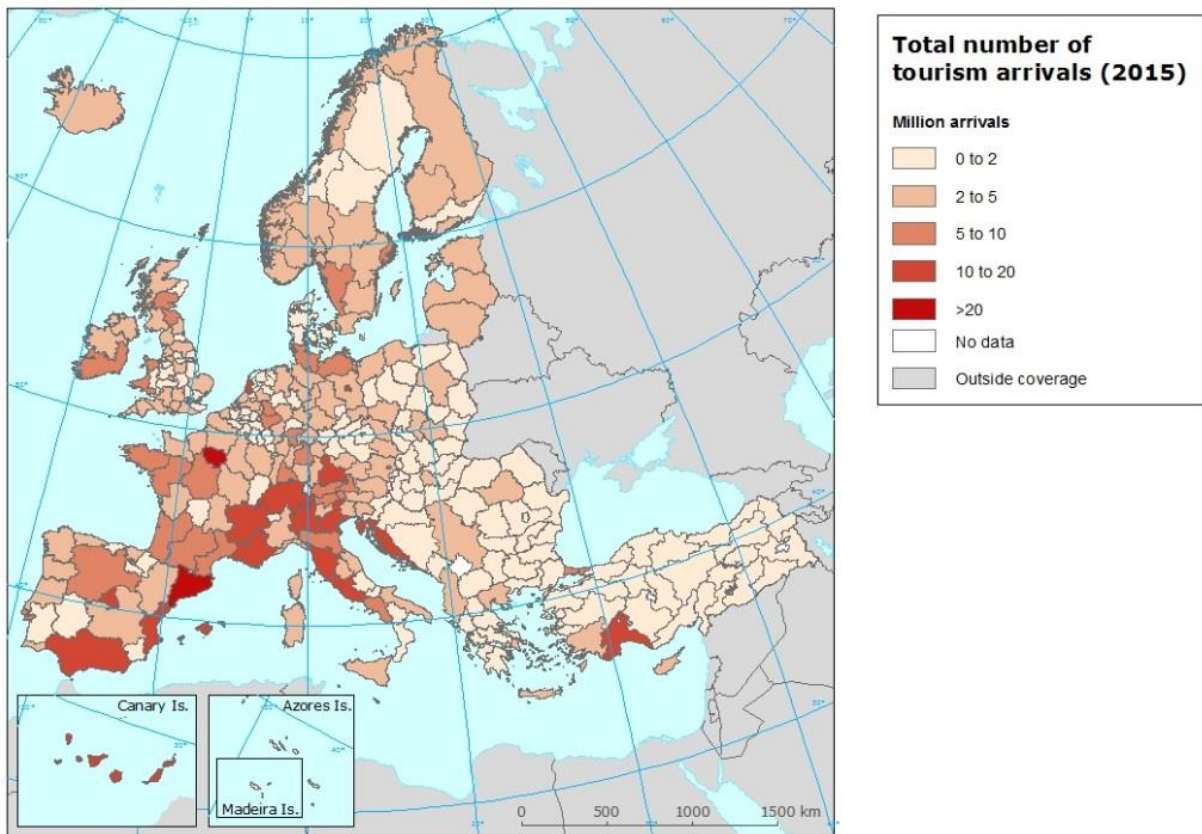 Total number of
tourism arrivals (2015)
Million arrivals
0 to 2
2 to 5
5 to 10
10 to 20
>20
No data
Outside coverage
Canary Is.
Azores Is.
Madeira Is.
0 500 1000 1500 km